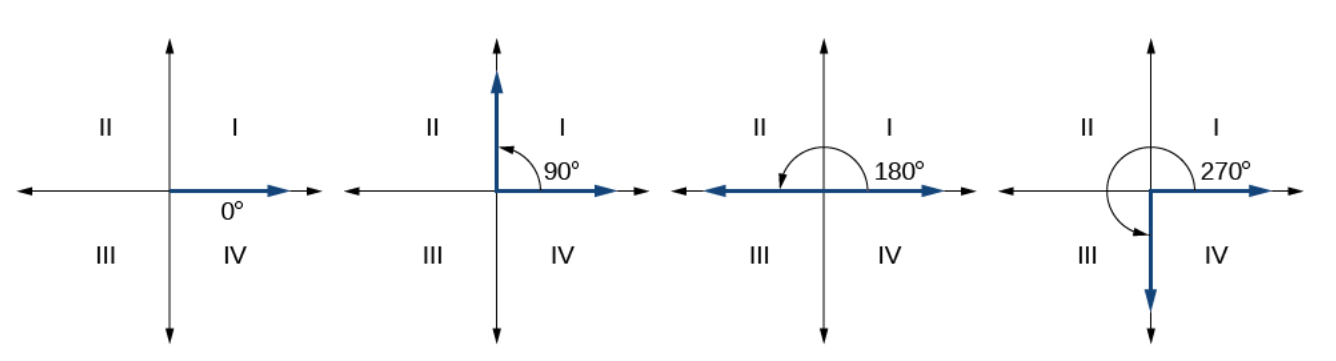 II I II I II I II I
90° 180° 270°
0°
III IV III IV III IV III IV